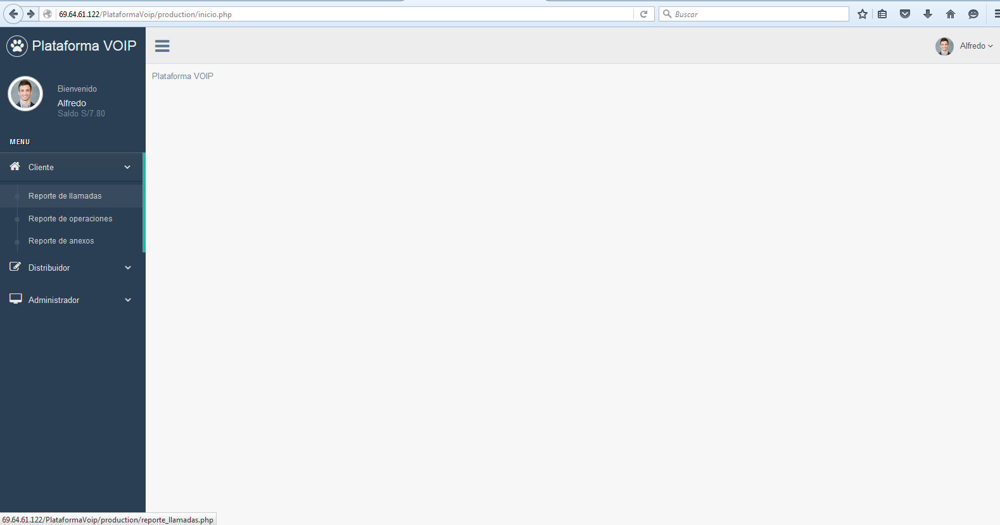 69.64.61.122/PlataformaVoip/production/inicio.php
Buscar
Plataforma VOIP
Alfredo
Plataforma VOIP
Bienvenido
Alfredo
Saldo S/7.80
MENU
Cliente
Reporte de llamadas
Reporte de operaciones
Reporte de anexos
Distribuidor
Administrador
69.64.61.122/PlataformaVoip/production/reporte_llamadas.php